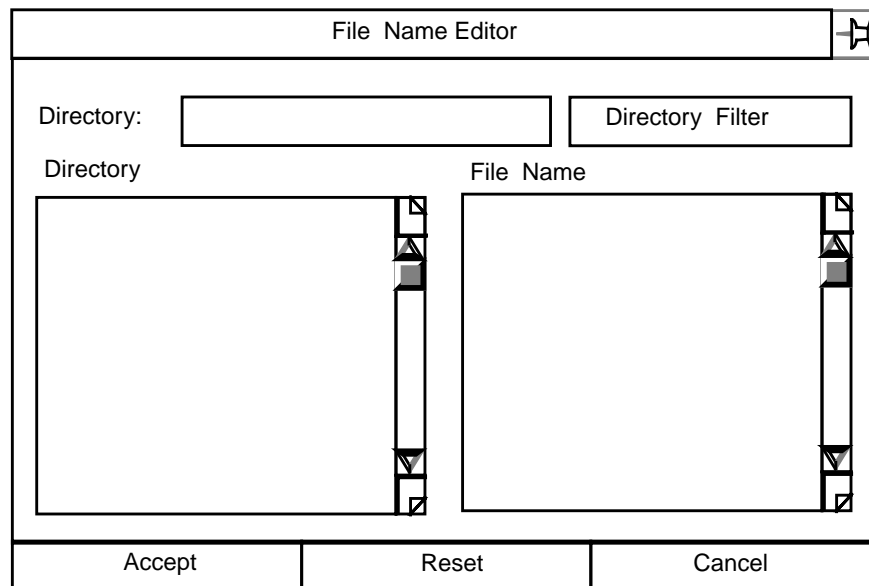 File Name Editor
Directory:
Directory Filter
Directory
File Name
Accept
Reset
Cancel